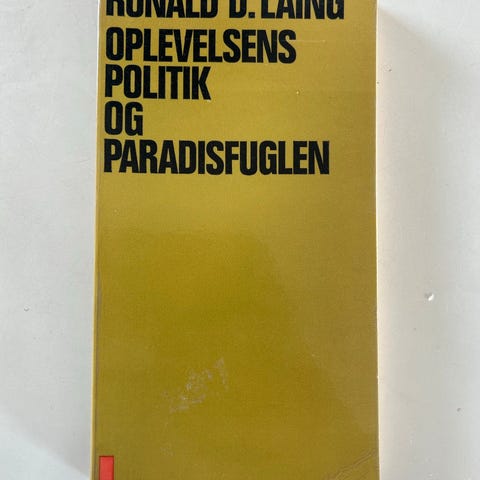 RONALD D. LAING
OPLEVELSENS
POLITIK
OG
PARADISFUGLEN